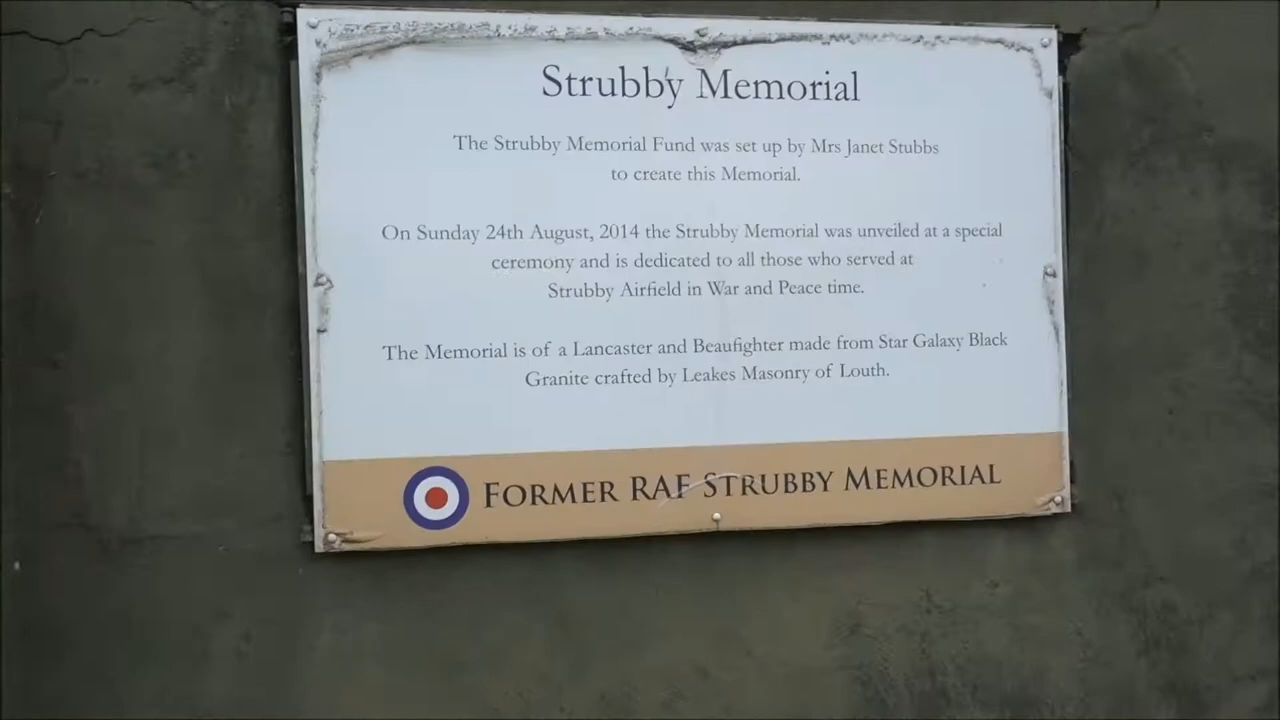 Strubby Memorial
The Strubby Memorial Fund was set up by Mrs Janet Stubbs
to create this Memorial.
On Sunday 24th August, 2014 the Strubby Memorial was unveiled at a special
ceremony and is dedicated to all those who served at
Strubby Airfield in War and Peace time.
The Memorial is of a Lancaster and Beaufighter made from Star Galaxy Black
Granite crafted by Leakes Masonry of Louth.
FORMER RAF STRUBBY MEMORIAL